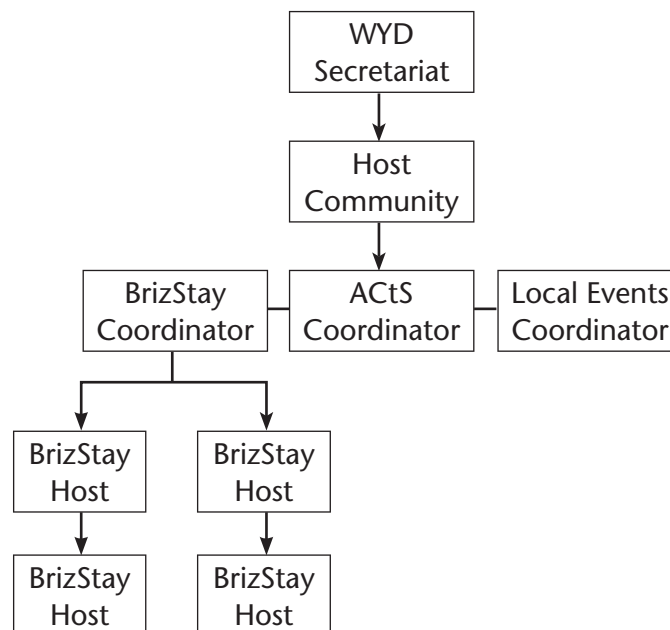 WYD
Secretariat
Host
Community
BrizStay
Coordinator
ACtS
Coordinator
Local Events
Coordinator
BrizStay
Host
BrizStay
Host
BrizStay
Host
BrizStay
Host